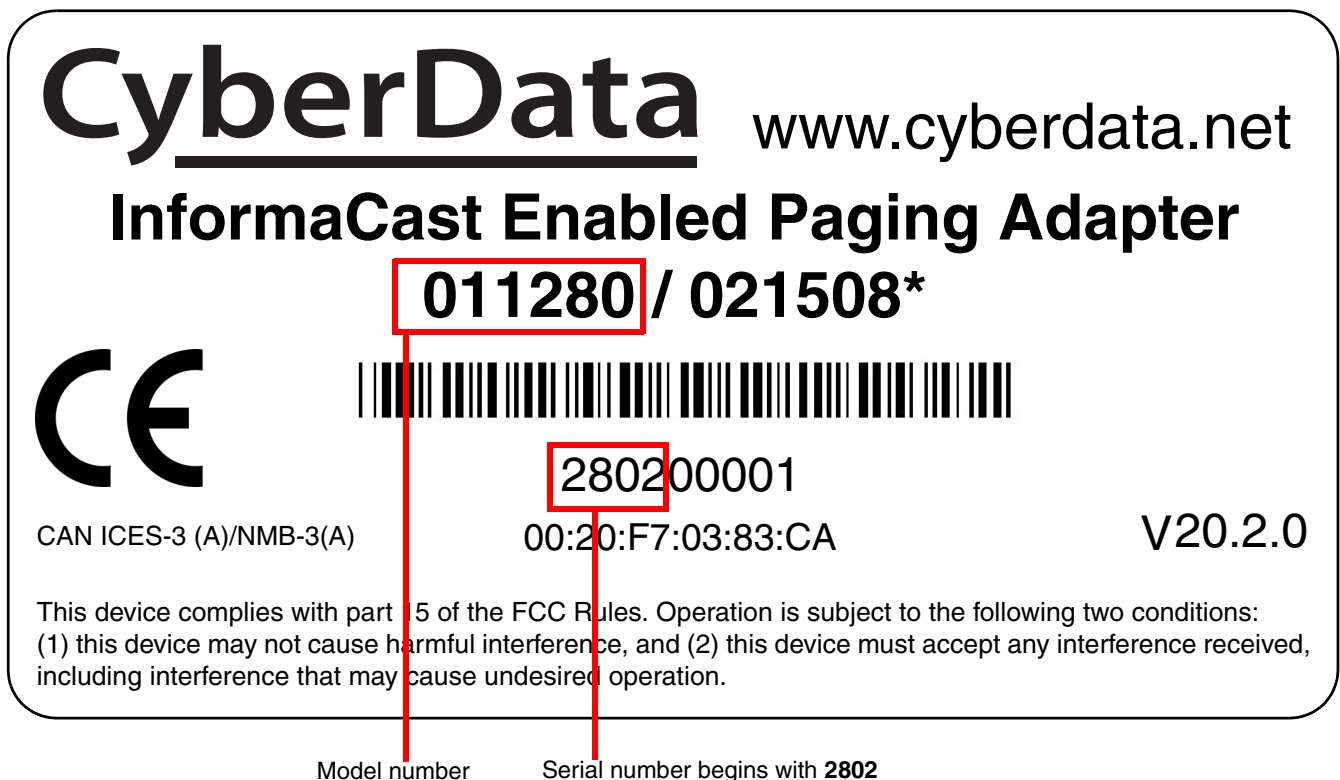 CyberData www.cyberdata.net
InformaCast Enabled Paging Adapter
011280 / 021508*
CE
280200001
CAN ICES-3 (A)/NMB-3(A) 00:20:F7:03:83:CA V20.2.0
This device complies with part 15 of the FCC Rules. Operation is subject to the following two conditions:
(1) this device may not cause harmful interference, and (2) this device must accept any interference received,
including interference that may cause undesired operation.
Model number Serial number begins with 2802